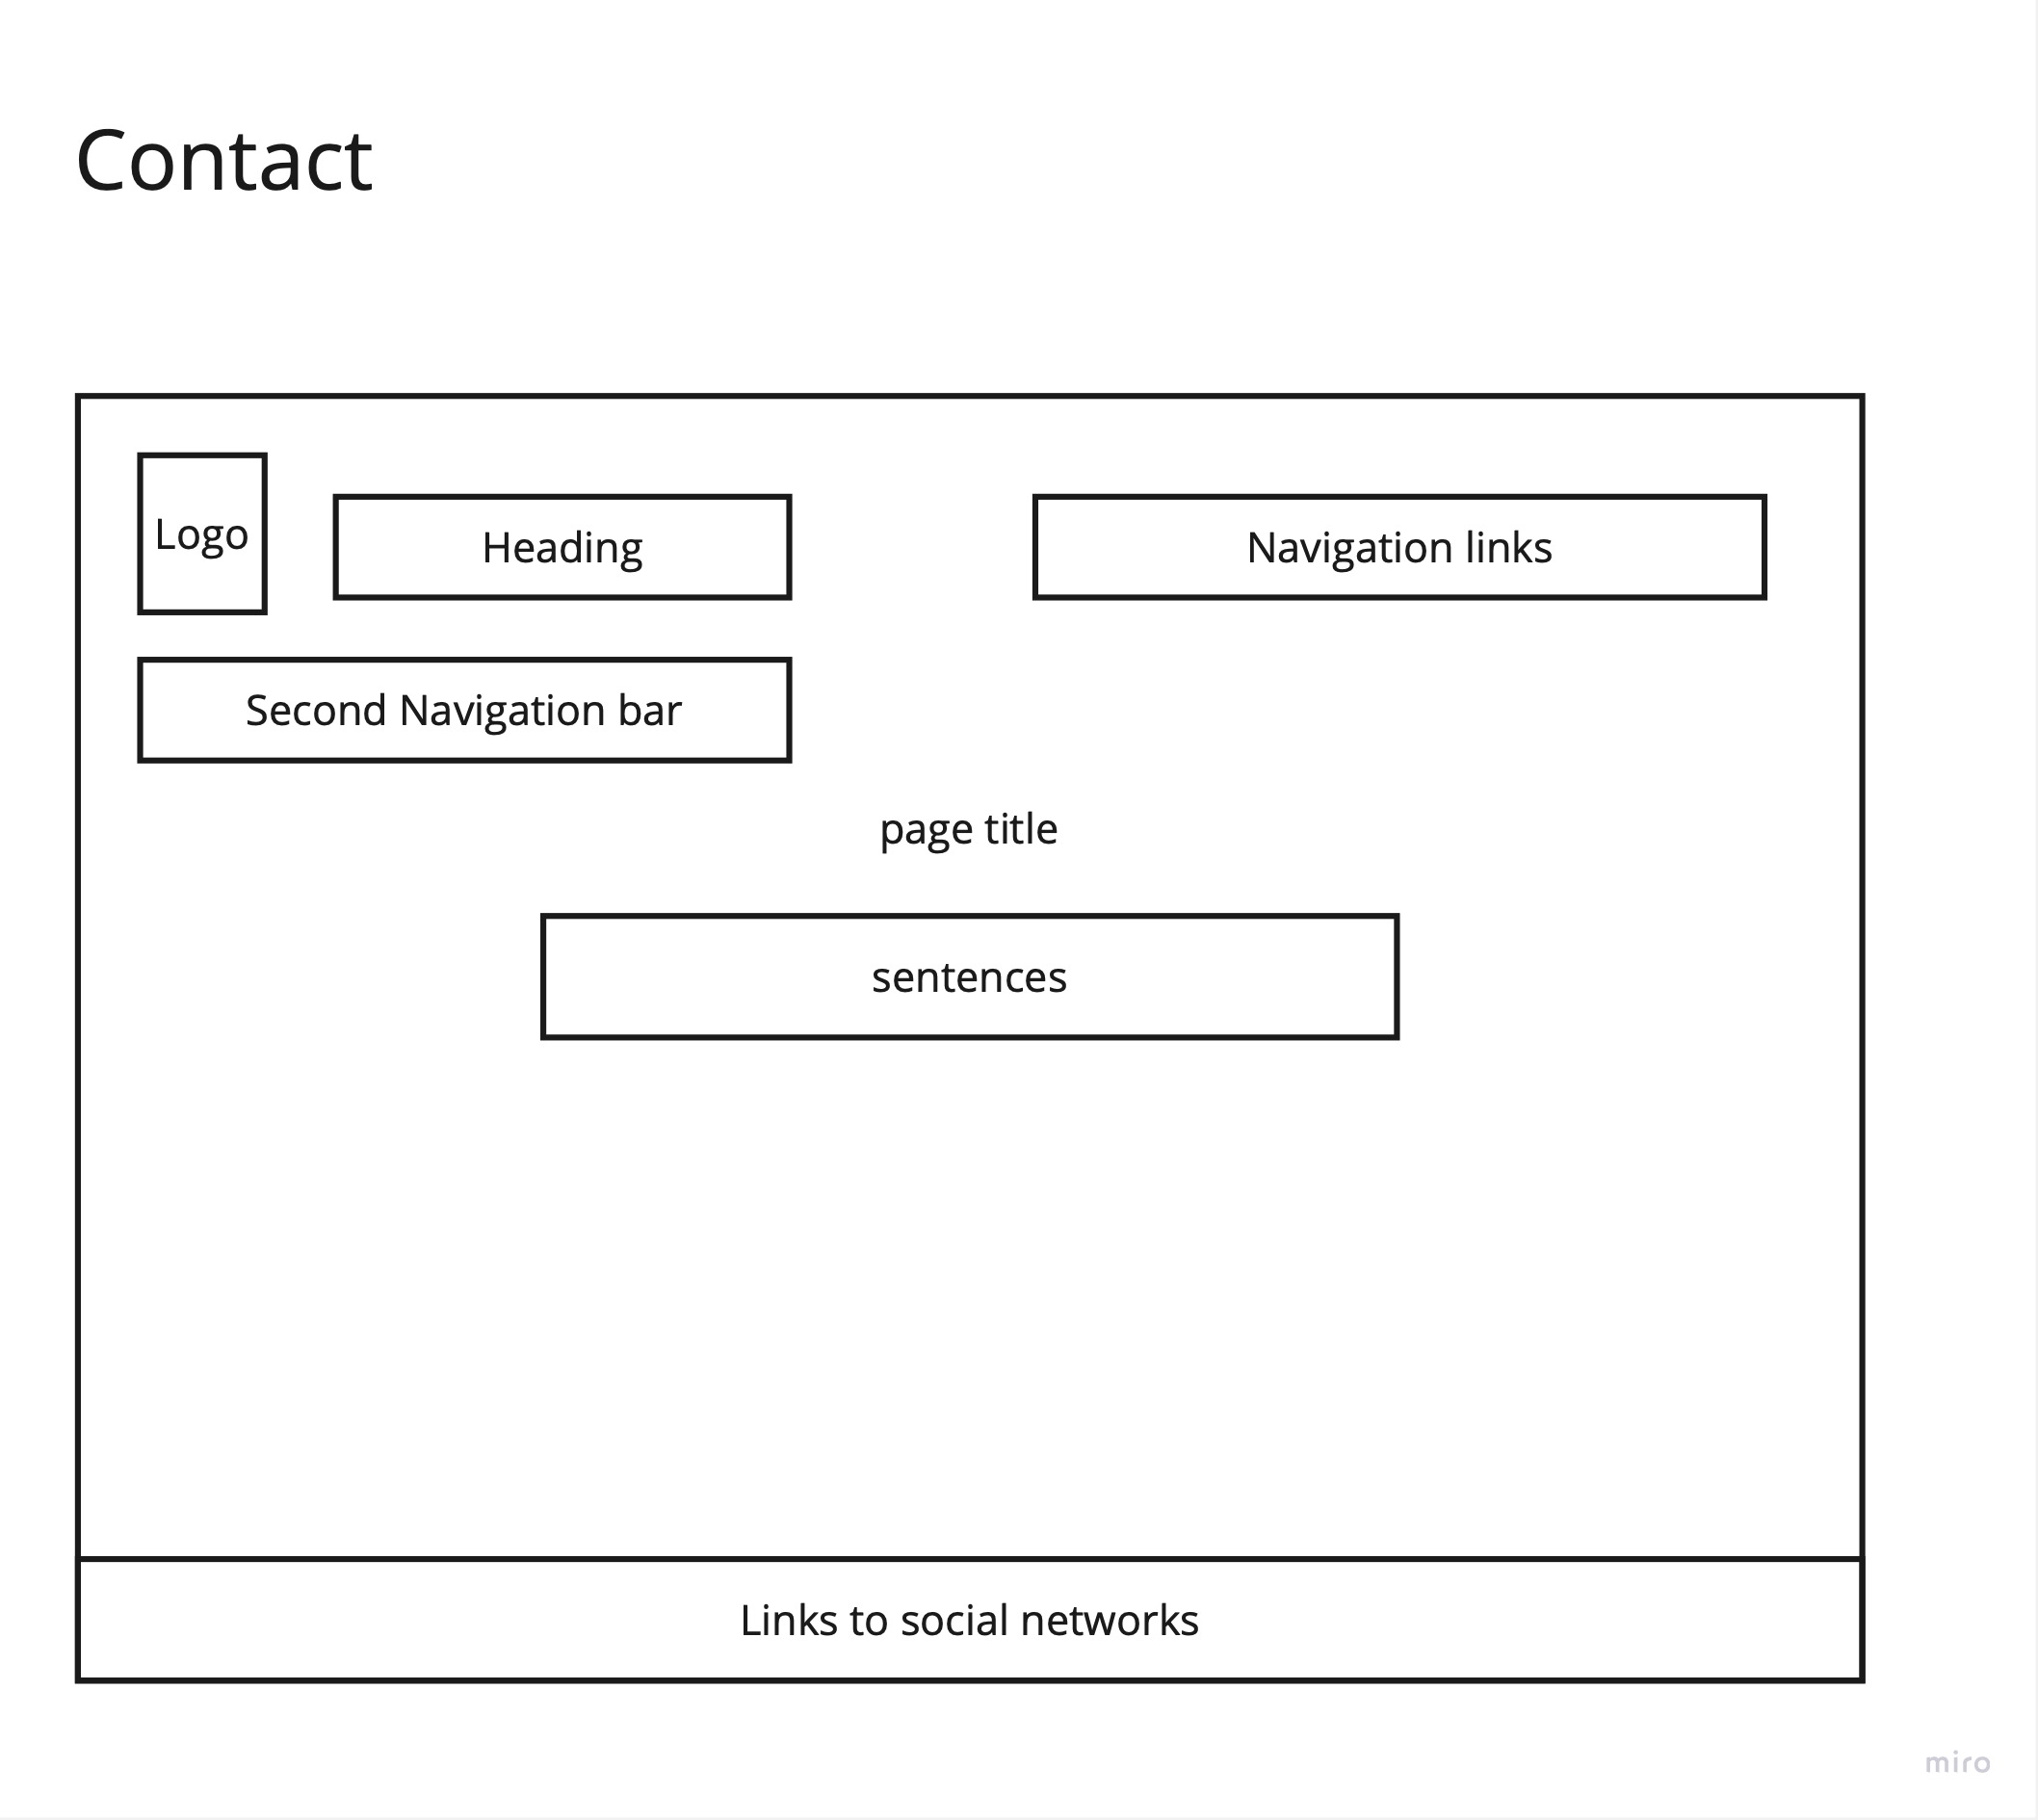 Contact
Logo
Heading
Navigation links
Second Navigation bar
page title
sentences
Links to social networks
miro